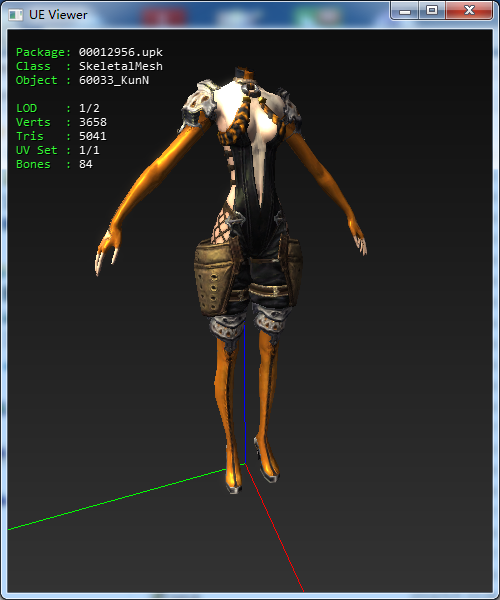 UE Viewer
Package: 00012956.upk
Class : SkeletalMesh
Object : 60033_KunN
LOD : 1/2
Verts : 3658
Tris : 5041
UV Set : 1/1
Bones : 84